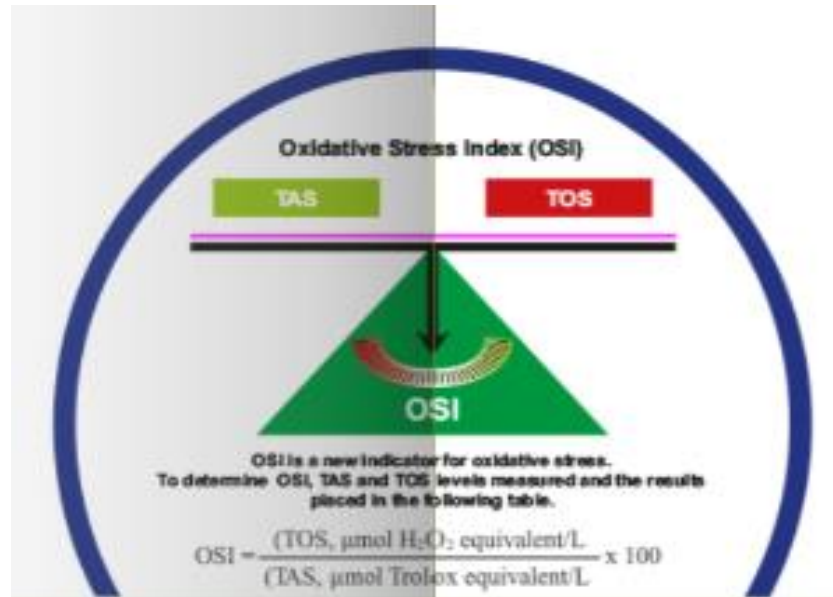 Oxidative Stress Index (OSI)
TAS TOS
OSI
OSI is a new indicator for oxidative stress.
To determine OSI, TAS and TOS levels measured and the results
placed in the following table.
OSI = (TOS, µmol H₂O₂ equivalent/L
(TAS, µmol Trolox equivalent/L x 100